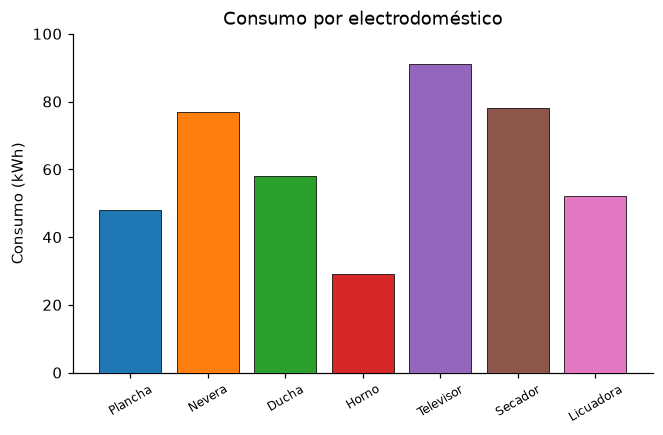 Consumo por electrodoméstico
Consumo (kWh)
100
80
60
40
20
0
Plancha
Nevera
Ducha
Horno
Televisor
Secador
Licuadora